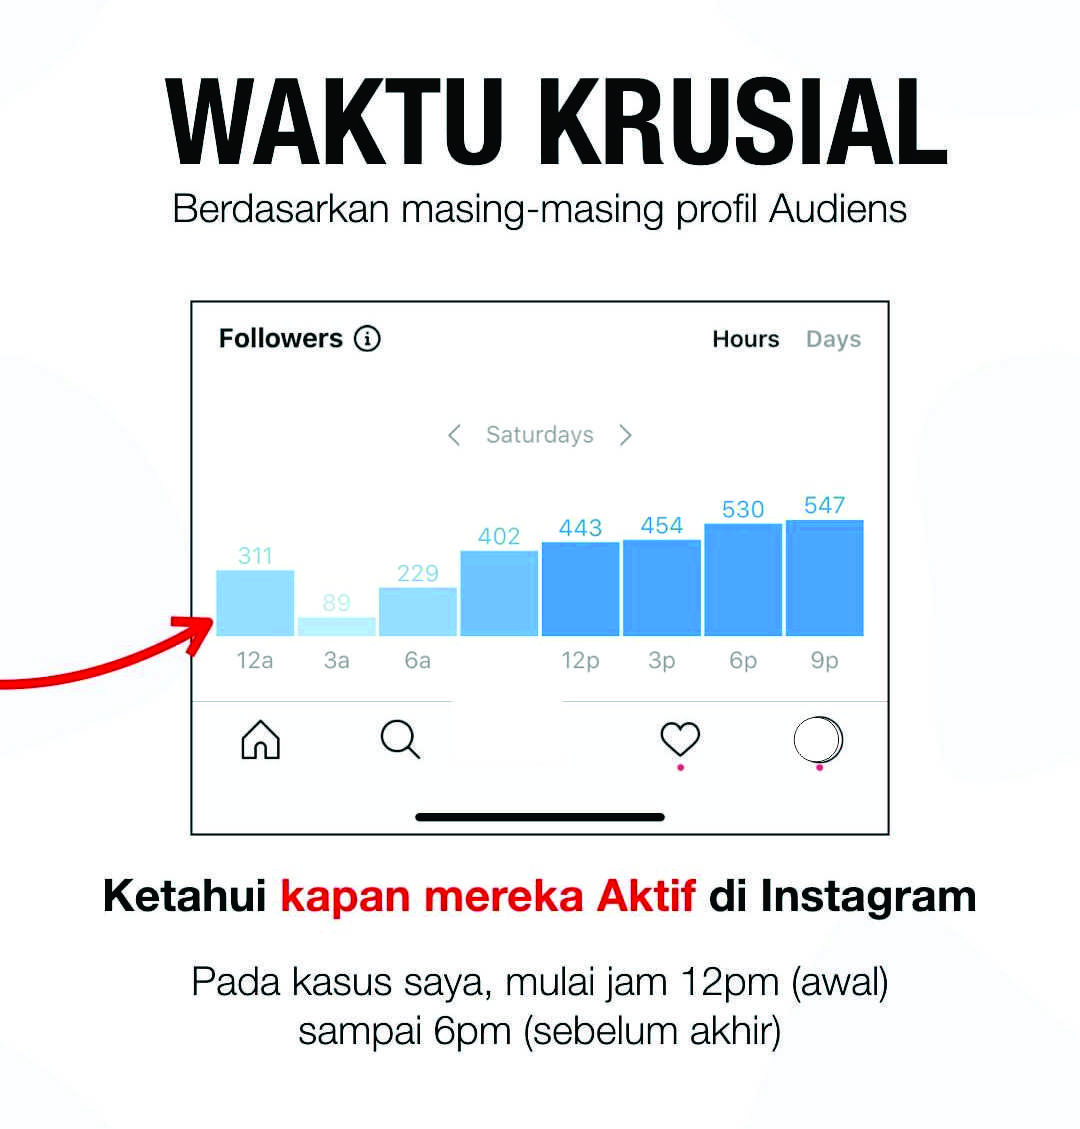 WAKTU KRUSIAL
Berdasarkan masing-masing profil Audiens
Followers
Hours Days
Saturdays
311 89 229 402 443 454 530 547
12a 3a 6a 12p 3p 6p 9p
Ketahui kapan mereka Aktif di Instagram
Pada kasus saya, mulai jam 12pm (awal)
sampai 6pm (sebelum akhir)